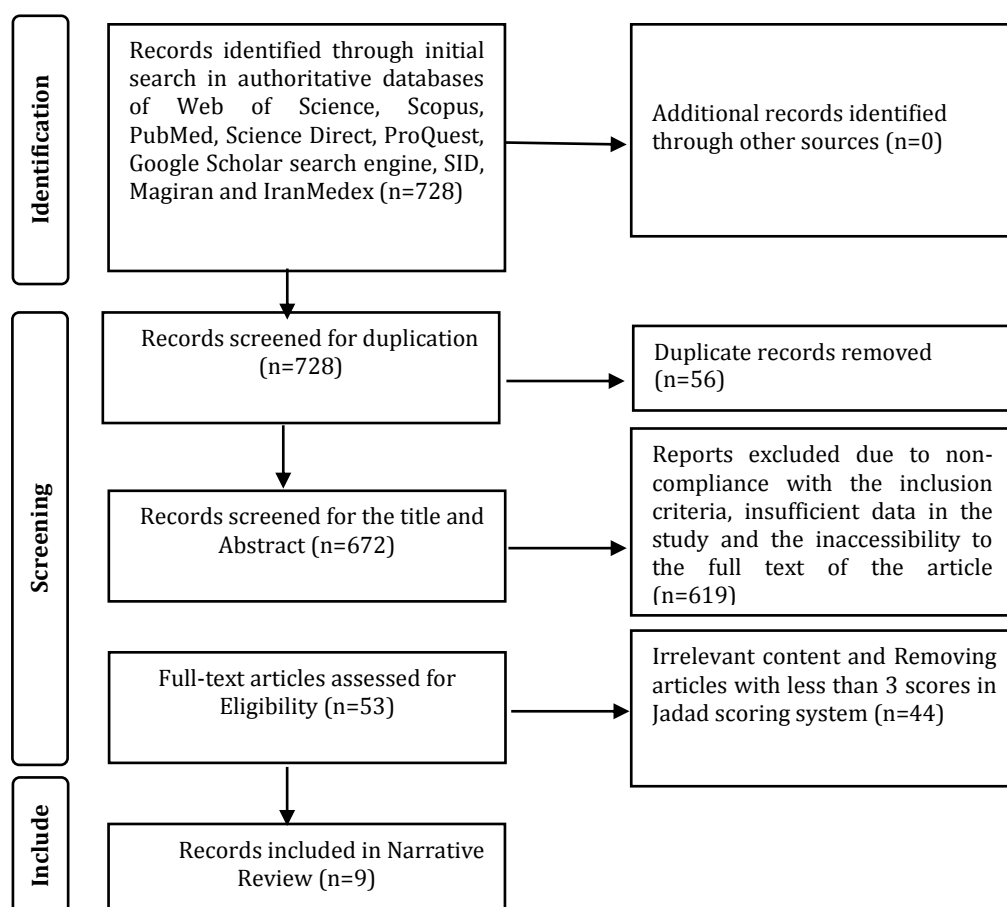 Identification
Records identified through initial
search in authoritative databases
of Web of Science, Scopus,
PubMed, Science Direct, ProQuest,
Google Scholar search engine, SID,
Magiran and IranMedex (n=728)
Additional records identified
through other sources (n=0)
Screening
Records screened for duplication
(n=728)
Duplicate records removed
(n=56)
Records screened for the title and
Abstract (n=672)
Reports excluded due to non-
compliance with the inclusion
criteria, insufficient data in the
study and the inaccessibility to
the full text of the article
(n=619)
Full-text articles assessed for
Eligibility (n=53)
Irrelevant content and Removing
articles with less than 3 scores in
Jadad scoring system (n=44)
Include
Records included in Narrative
Review (n=9)